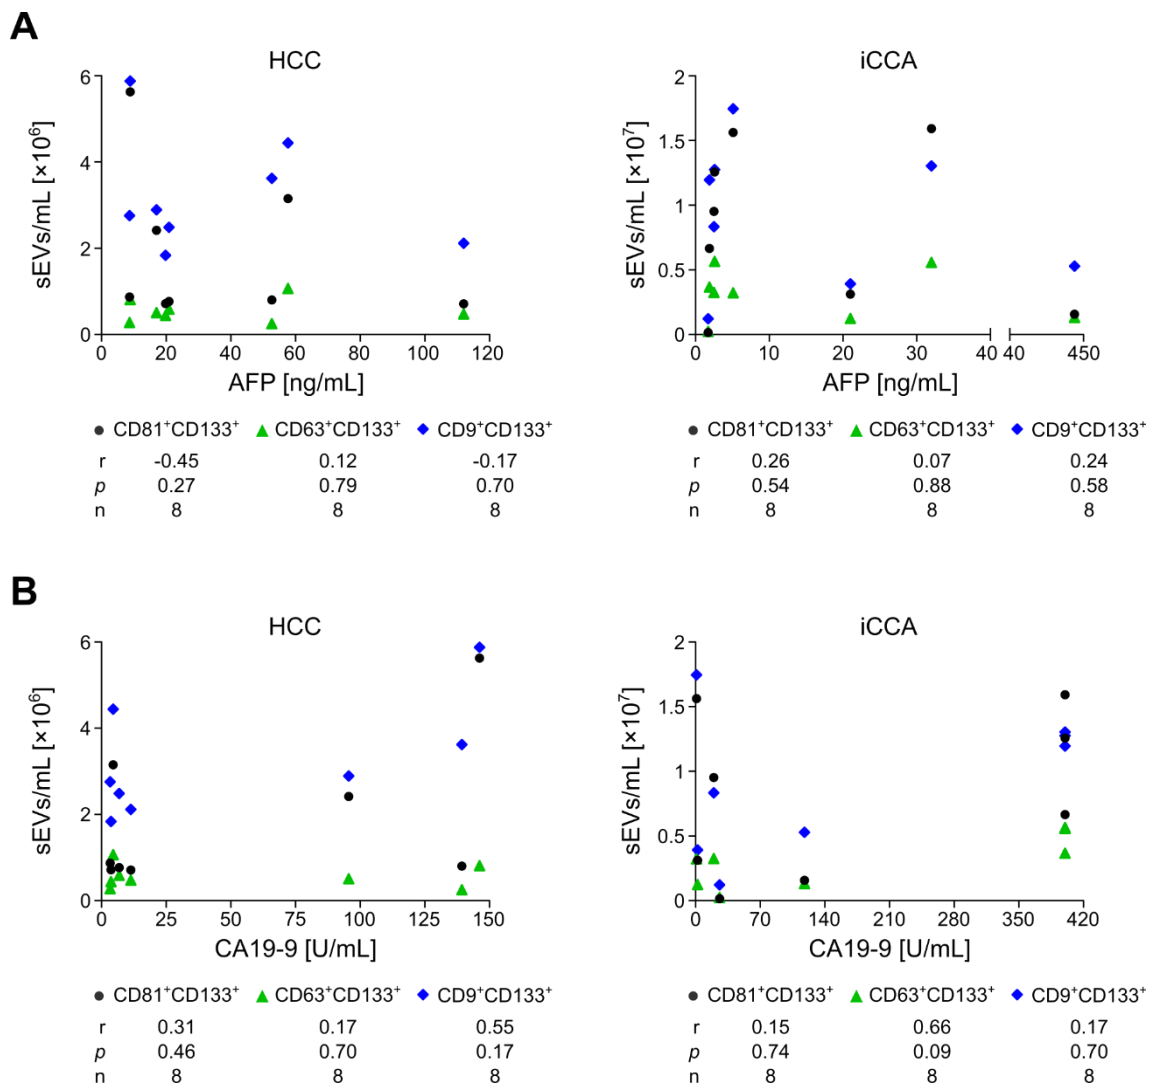 A
HCC
iCCA
sEVs/mL [×10⁶]
6
4
2
0
0 20 40 60 80 100 120
AFP [ng/mL]
sEVs/mL [×10⁷]
2
1.5
1
0.5
0
0 10 20 30 40 40 450
AFP [ng/mL]
CD81⁺CD133⁺ CD63⁺CD133⁺ CD9⁺CD133⁺
r -0.45 0.12 -0.17
p 0.27 0.79 0.70
n 8 8 8
CD81⁺CD133⁺ CD63⁺CD133⁺ CD9⁺CD133⁺
r 0.26 0.07 0.24
p 0.54 0.88 0.58
n 8 8 8
B
HCC
iCCA
sEVs/mL [×10⁶]
6
4
2
0
0 25 50 75 100 125 150
CA19-9 [U/mL]
sEVs/mL [×10⁷]
2
1.5
1
0.5
0
0 70 140 210 280 350 420
CA19-9 [U/mL]
CD81⁺CD133⁺ CD63⁺CD133⁺ CD9⁺CD133⁺
r 0.31 0.17 0.55
p 0.46 0.70 0.17
n 8 8 8
CD81⁺CD133⁺ CD63⁺CD133⁺ CD9⁺CD133⁺
r 0.15 0.66 0.17
p 0.74 0.09 0.70
n 8 8 8